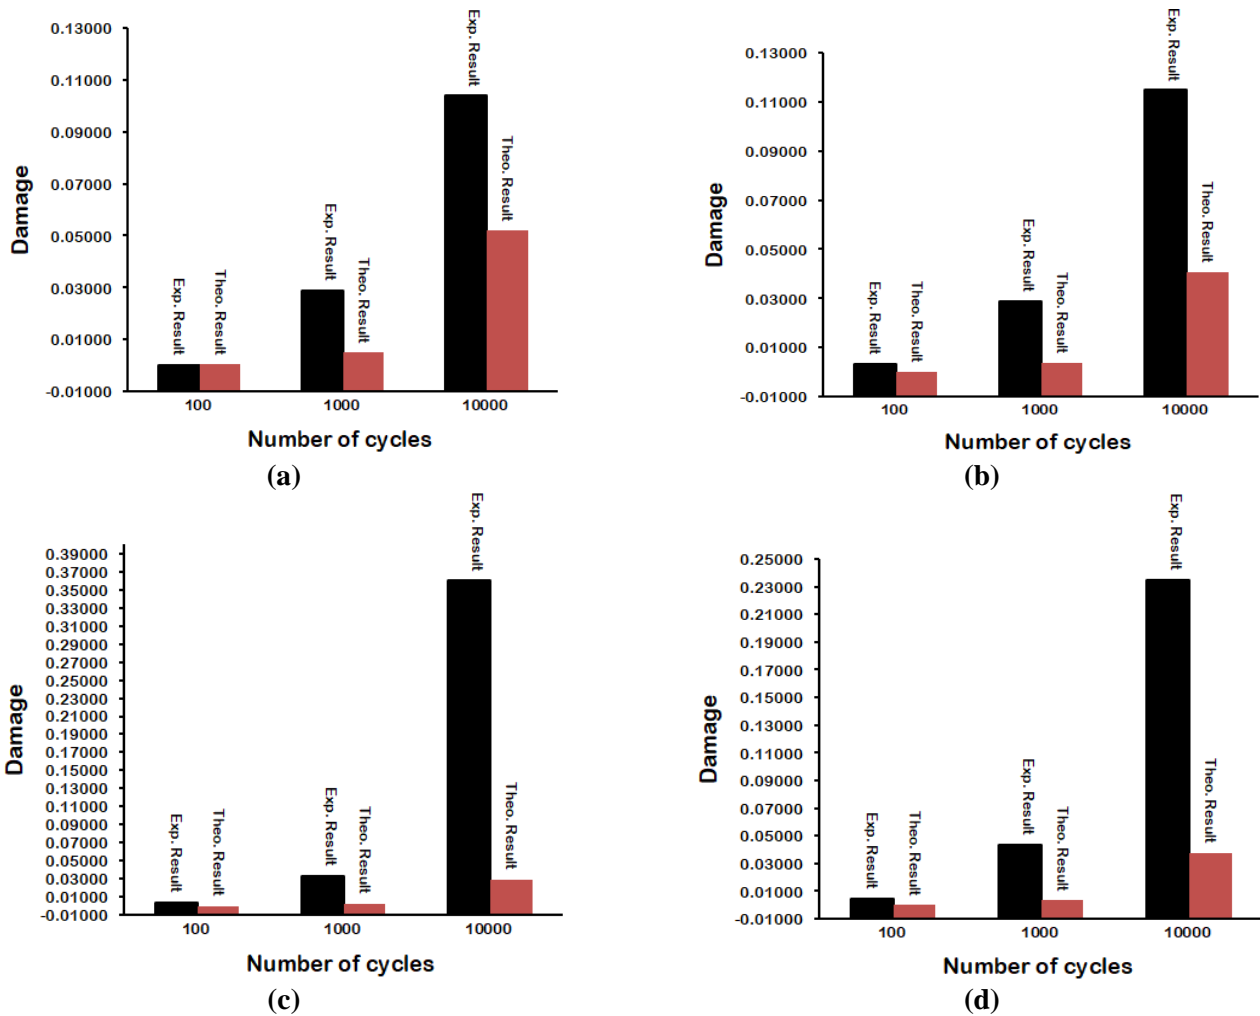 0.13000
0.11000
0.09000
0.07000
0.05000
0.03000
0.01000
-0.01000
Damage
Exp. Result
Theo. Result
Exp. Result
Theo. Result
Exp. Result
Theo. Result
100 1000 10000
Number of cycles
(a)
0.13000
0.11000
0.09000
0.07000
0.05000
0.03000
0.01000
-0.01000
Damage
Exp. Result
Theo. Result
Exp. Result
Theo. Result
Exp. Result
Theo. Result
100 1000 10000
Number of cycles
(b)
0.39000
0.37000
0.35000
0.33000
0.31000
0.29000
0.27000
0.25000
0.23000
0.21000
0.19000
0.17000
0.15000
0.13000
0.11000
0.09000
0.07000
0.05000
0.03000
0.01000
-0.01000
Damage
Exp. Result
Theo. Result
Exp. Result
Theo. Result
Exp. Result
Theo. Result
100 1000 10000
Number of cycles
(c)
0.25000
0.23000
0.21000
0.19000
0.17000
0.15000
0.13000
0.11000
0.09000
0.07000
0.05000
0.03000
0.01000
-0.01000
Damage
Exp. Result
Theo. Result
Exp. Result
Theo. Result
Exp. Result
Theo. Result
100 1000 10000
Number of cycles
(d)